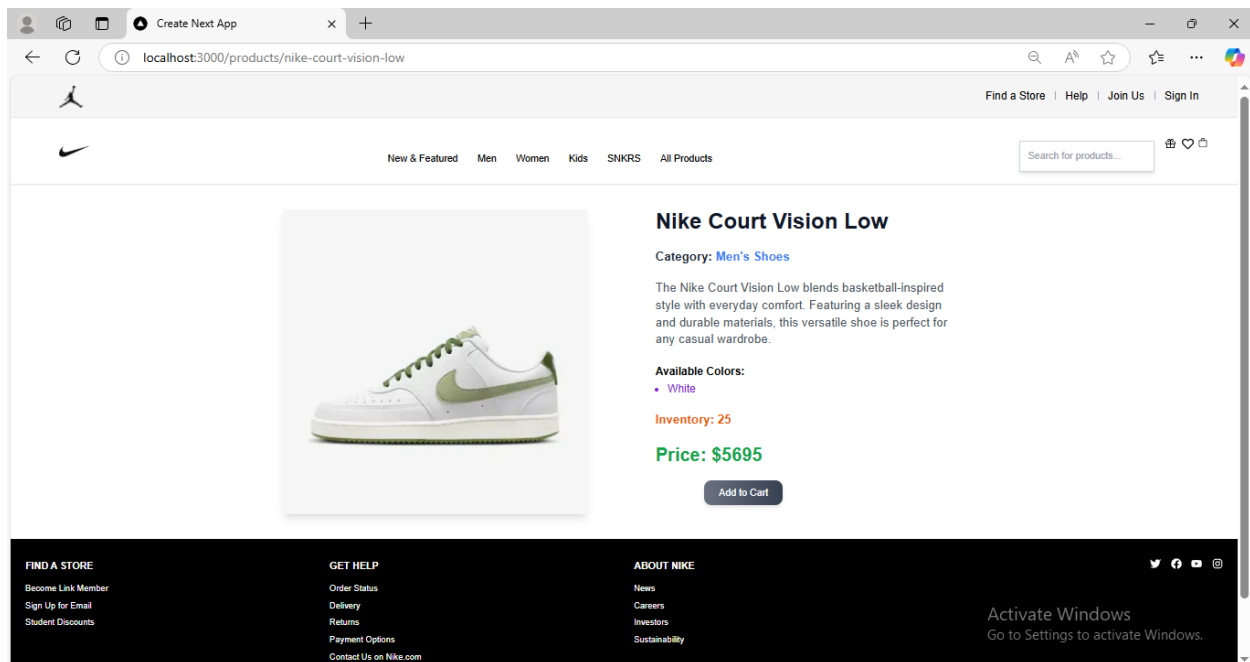 Create Next App
localhost:3000/products/nike-court-vision-low
Find a Store | Help | Join Us | Sign In
New & Featured Men Women Kids SNKRS All Products
Search for products...
Nike Court Vision Low
Category: Men's Shoes
The Nike Court Vision Low blends basketball-inspired
style with everyday comfort. Featuring a sleek design
and durable materials, this versatile shoe is perfect for
any casual wardrobe.
Available Colors:
• White
Inventory: 25
Price: $5695
Add to Cart
FIND A STORE
Become Link Member
Sign Up for Email
Student Discounts
GET HELP
Order Status
Delivery
Returns
Payment Options
Contact Us on Nike.com
ABOUT NIKE
News
Careers
Investors
Sustainability
Activate Windows
Go to Settings to activate Windows.